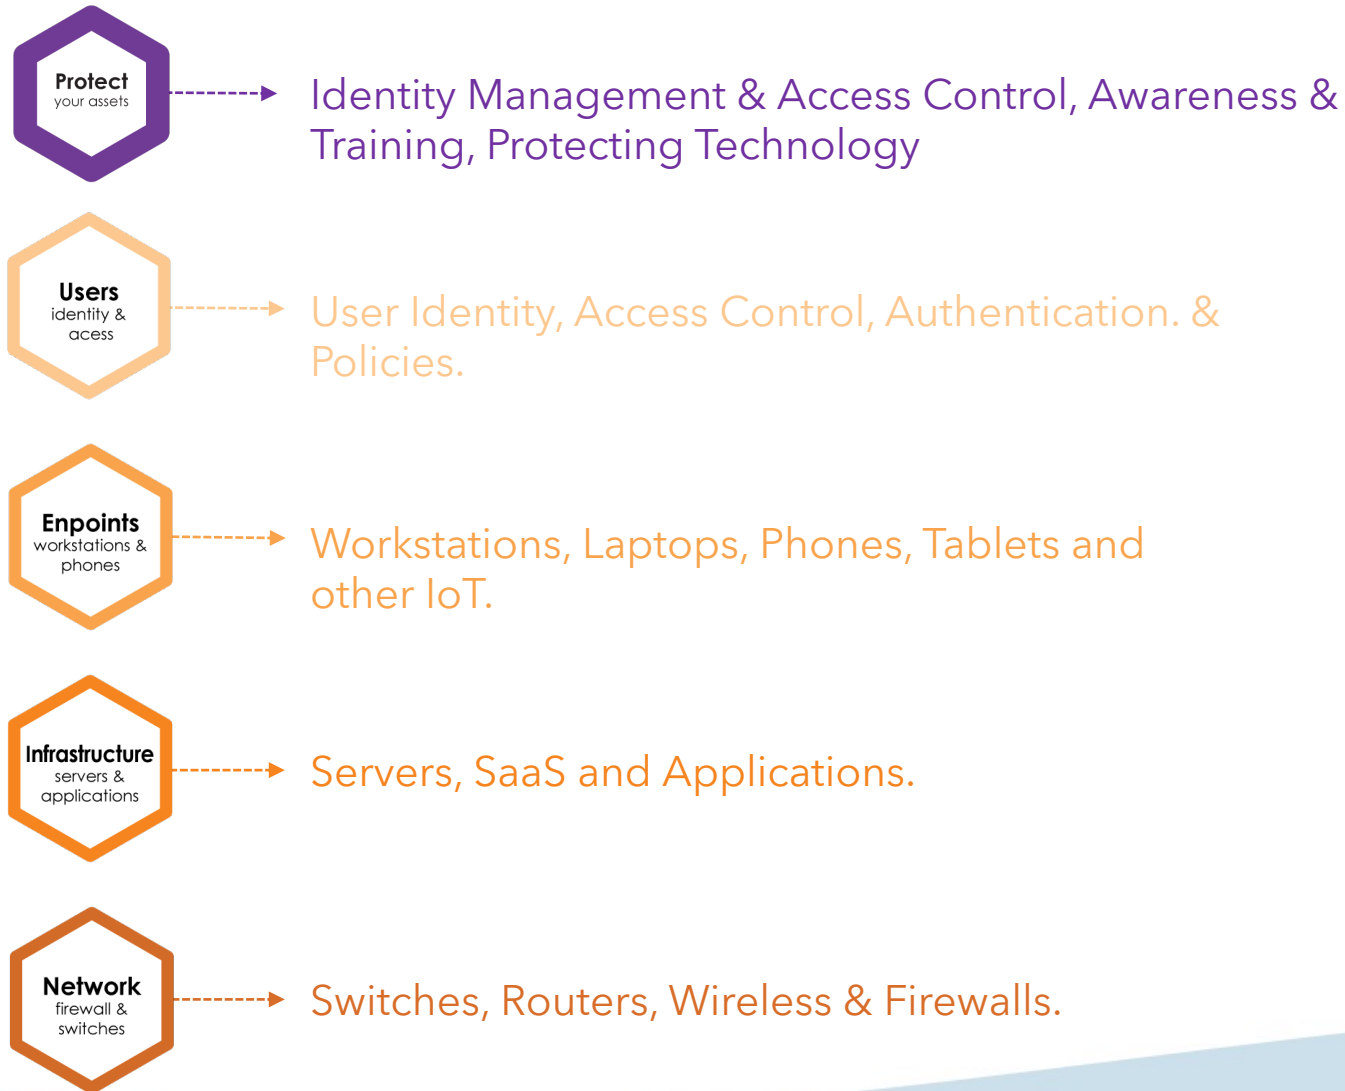 Protect
your assets
Identity Management & Access Control, Awareness &
Training, Protecting Technology
Users
identity &
acess
User Identity, Access Control, Authentication. &
Policies.
Enpoints
workstations &
phones
Workstations, Laptops, Phones, Tablets and
other IoT.
Infrastructure
servers &
applications
Servers, SaaS and Applications.
Network
firewall &
switches
Switches, Routers, Wireless & Firewalls.